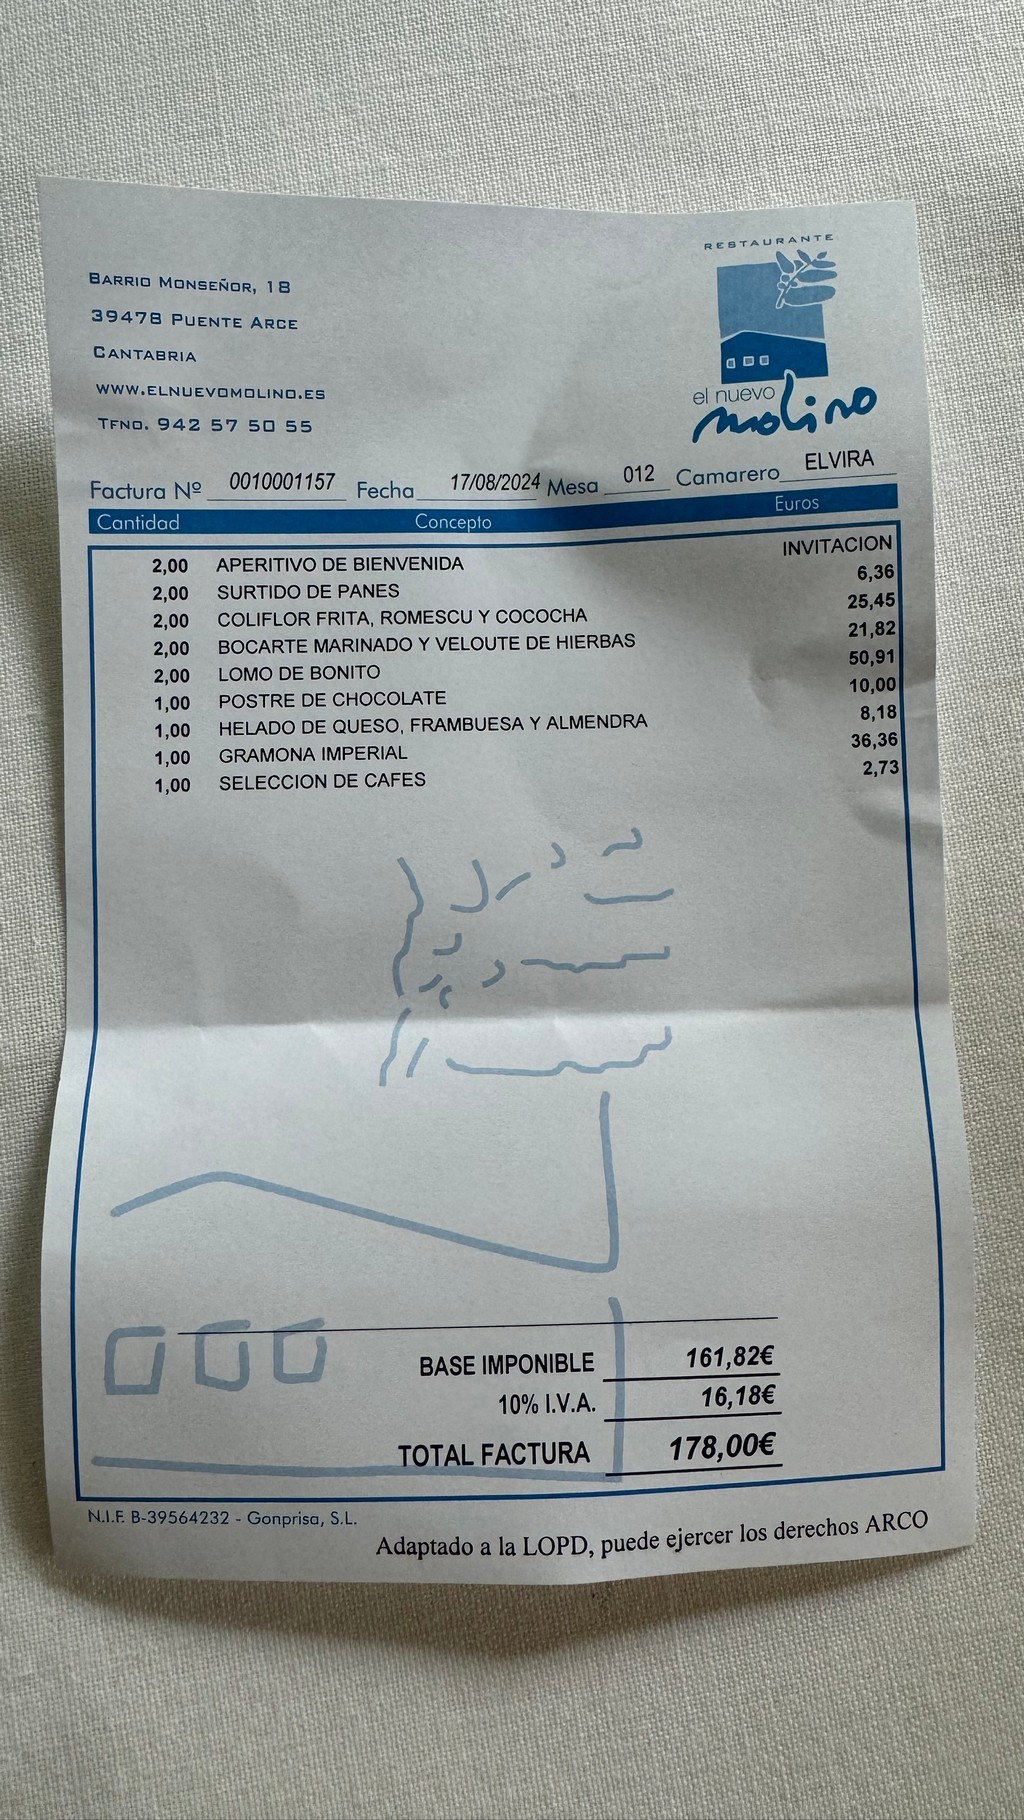 BARRIO MONSEÑOR, 18
39478 PUENTE ARCE
CANTABRIA
WWW.ELNUEVOMOLINO.ES
TFNO. 942 57 50 55
RESTAURANTE
el nuevo
molino
Factura Nº 0010001157 Fecha 17/08/2024 Mesa 012 Camarero ELVIRA
Cantidad Concepto Euros
2,00 APERITIVO DE BIENVENIDA INVITACION
2,00 SURTIDO DE PANES 6,36
2,00 COLIFLOR FRITA, ROMESCU Y COCOCHA 25,45
2,00 BOCARTE MARINADO Y VELOUTE DE HIERBAS 21,82
2,00 LOMO DE BONITO 50,91
1,00 POSTRE DE CHOCOLATE 10,00
1,00 HELADO DE QUESO, FRAMBUESA Y ALMENDRA 8,18
1,00 GRAMONA IMPERIAL 36,36
1,00 SELECCION DE CAFES 2,73
BASE IMPONIBLE 161,82€
10% I.V.A. 16,18€
TOTAL FACTURA 178,00€
N.I.F. B-39564232 - Gonprisa, S.L.
Adaptado a la LOPD, puede ejercer los derechos ARCO